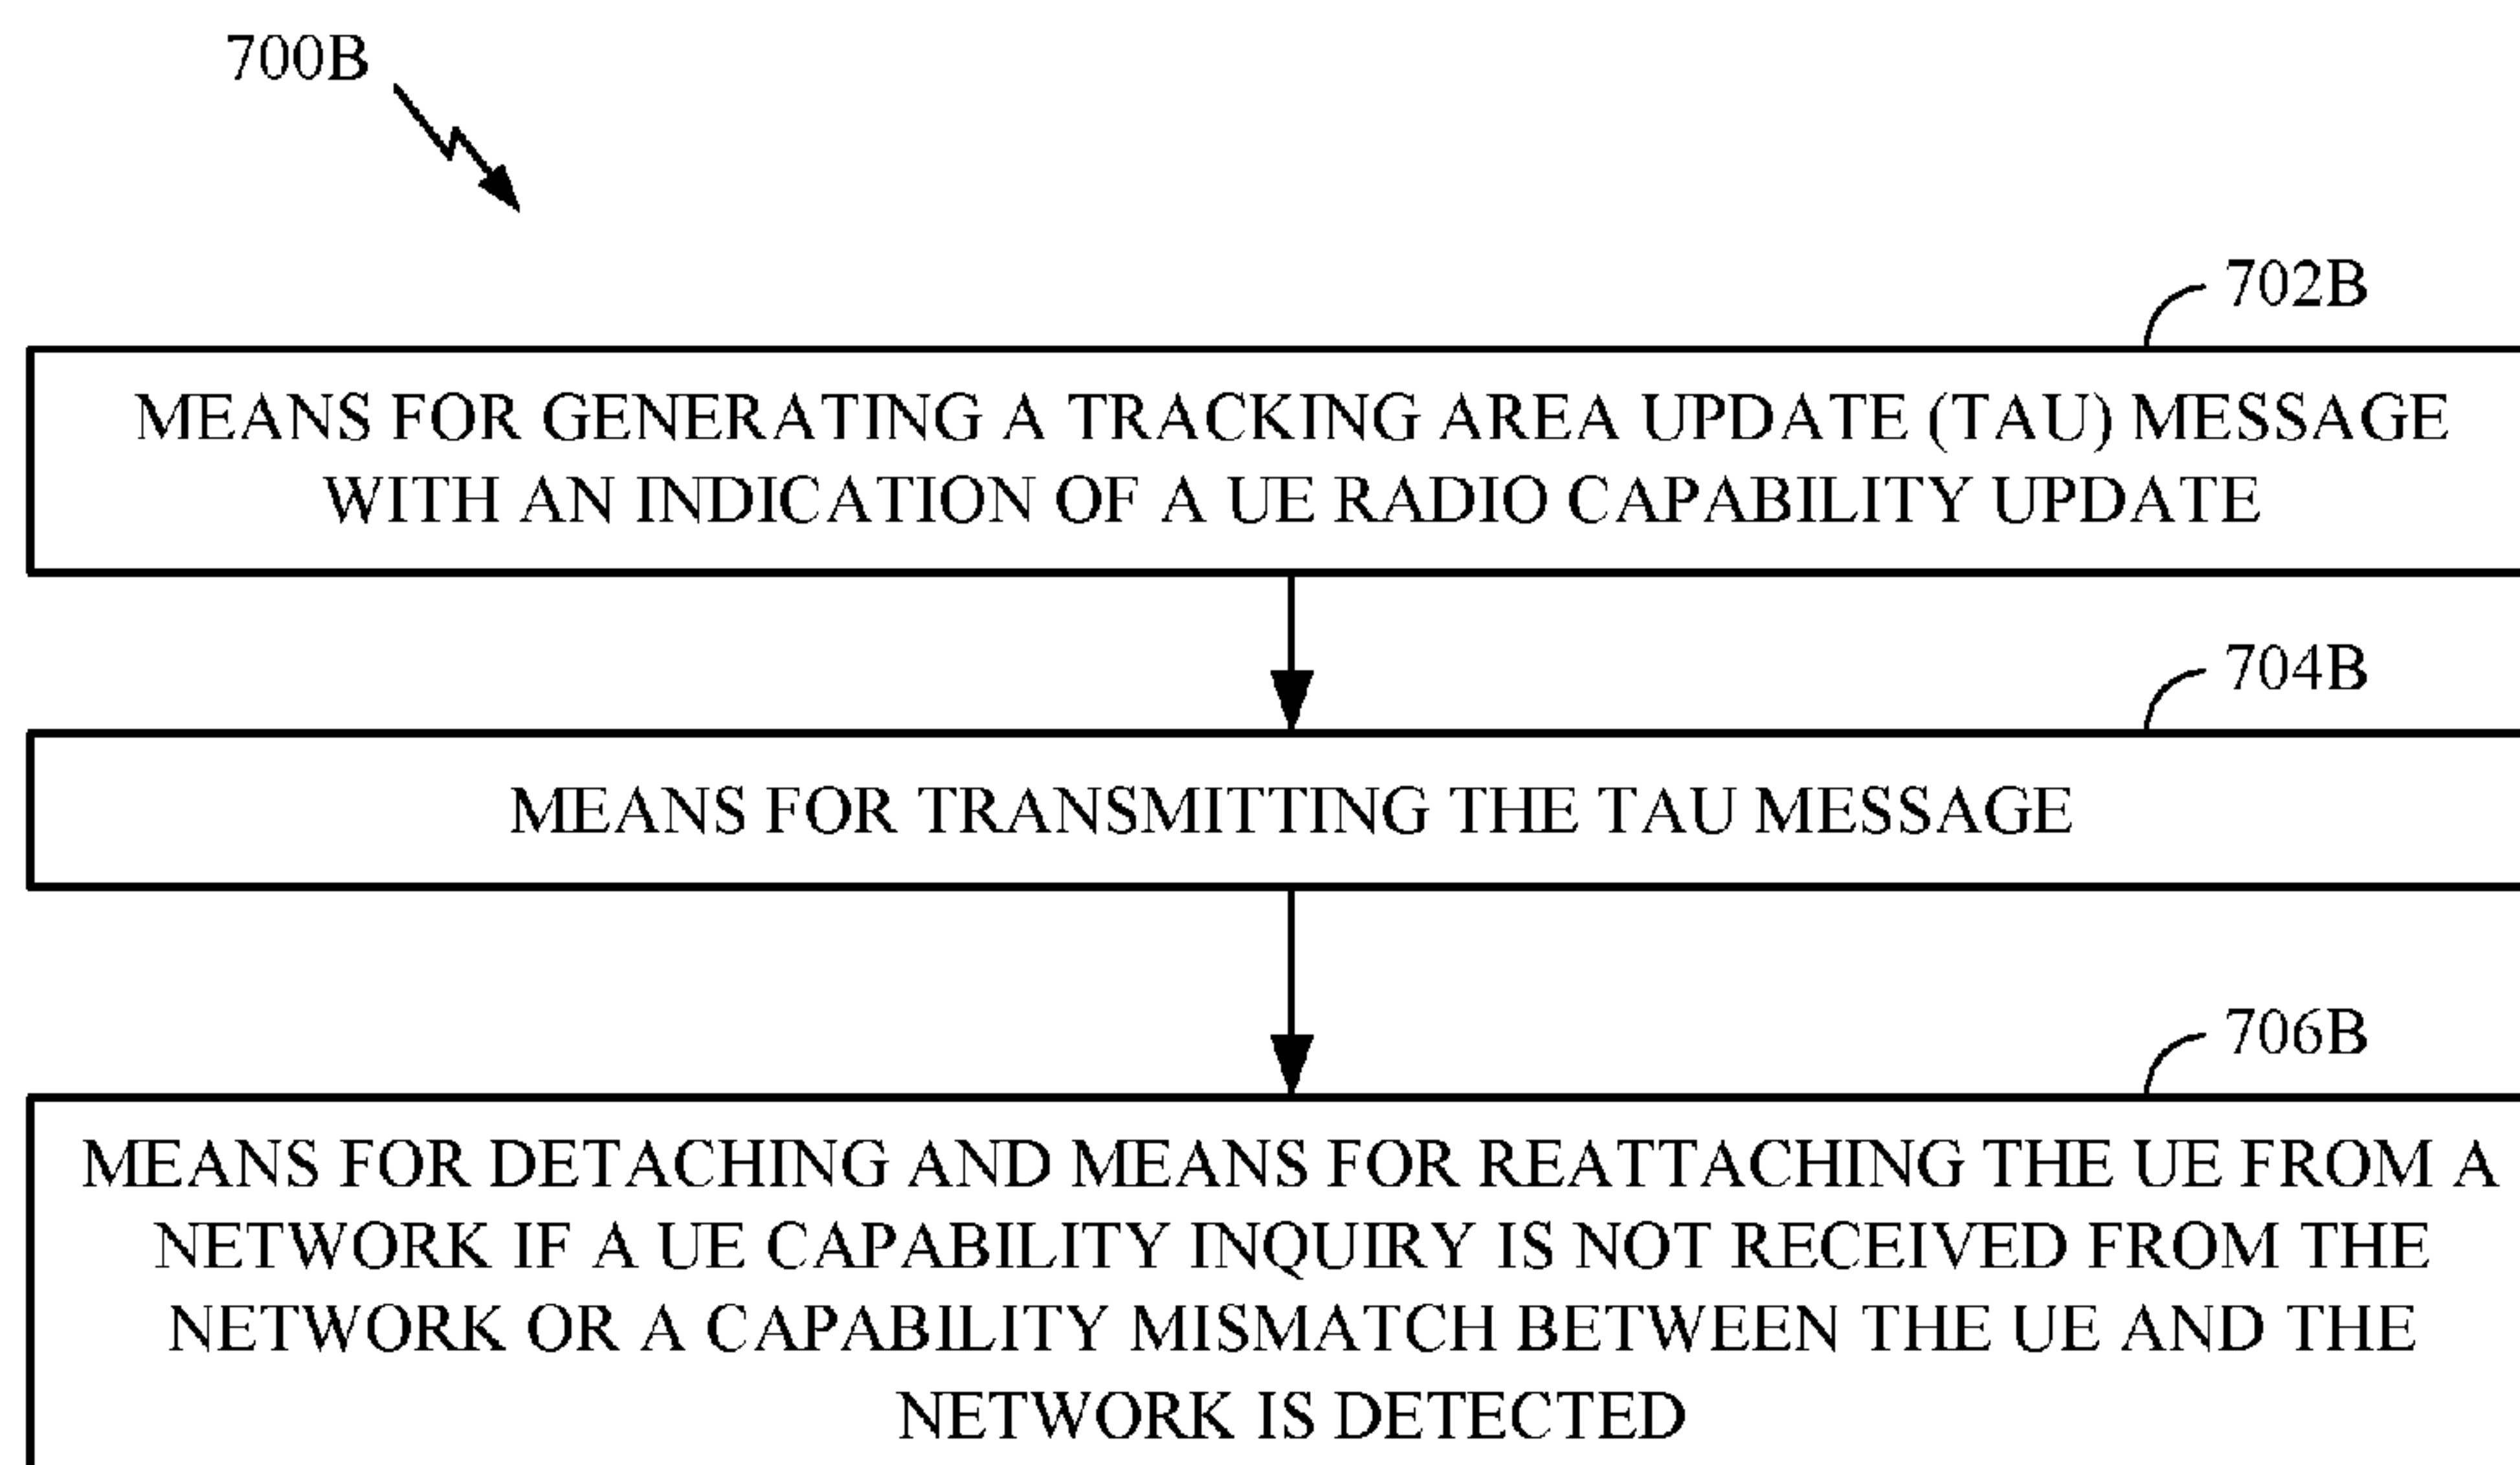 700B
702B
MEANS FOR GENERATING A TRACKING AREA UPDATE (TAU) MESSAGE
WITH AN INDICATION OF A UE RADIO CAPABILITY UPDATE
704B
MEANS FOR TRANSMITTING THE TAU MESSAGE
706B
MEANS FOR DETACHING AND MEANS FOR REATTACHING THE UE FROM A
NETWORK IF A UE CAPABILITY INQUIRY IS NOT RECEIVED FROM THE
NETWORK OR A CAPABILITY MISMATCH BETWEEN THE UE AND THE
NETWORK IS DETECTED